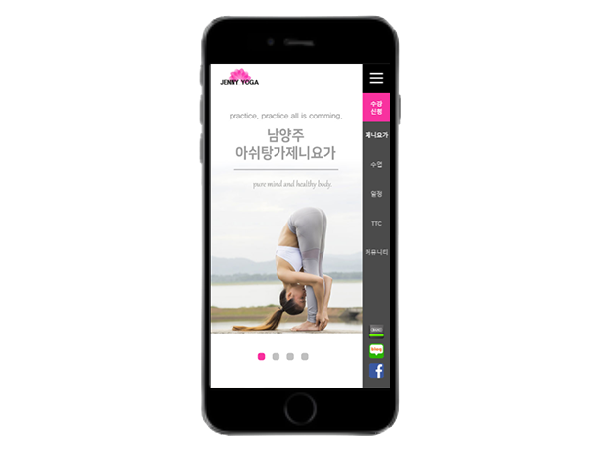 JENNY YOGA
practice, practice all is comming.
남양주
아쉬탕가제니요가
pure mind and healthy body.
수강
신청
제니요가
수업
일정
TTC
커뮤니티
blog
f